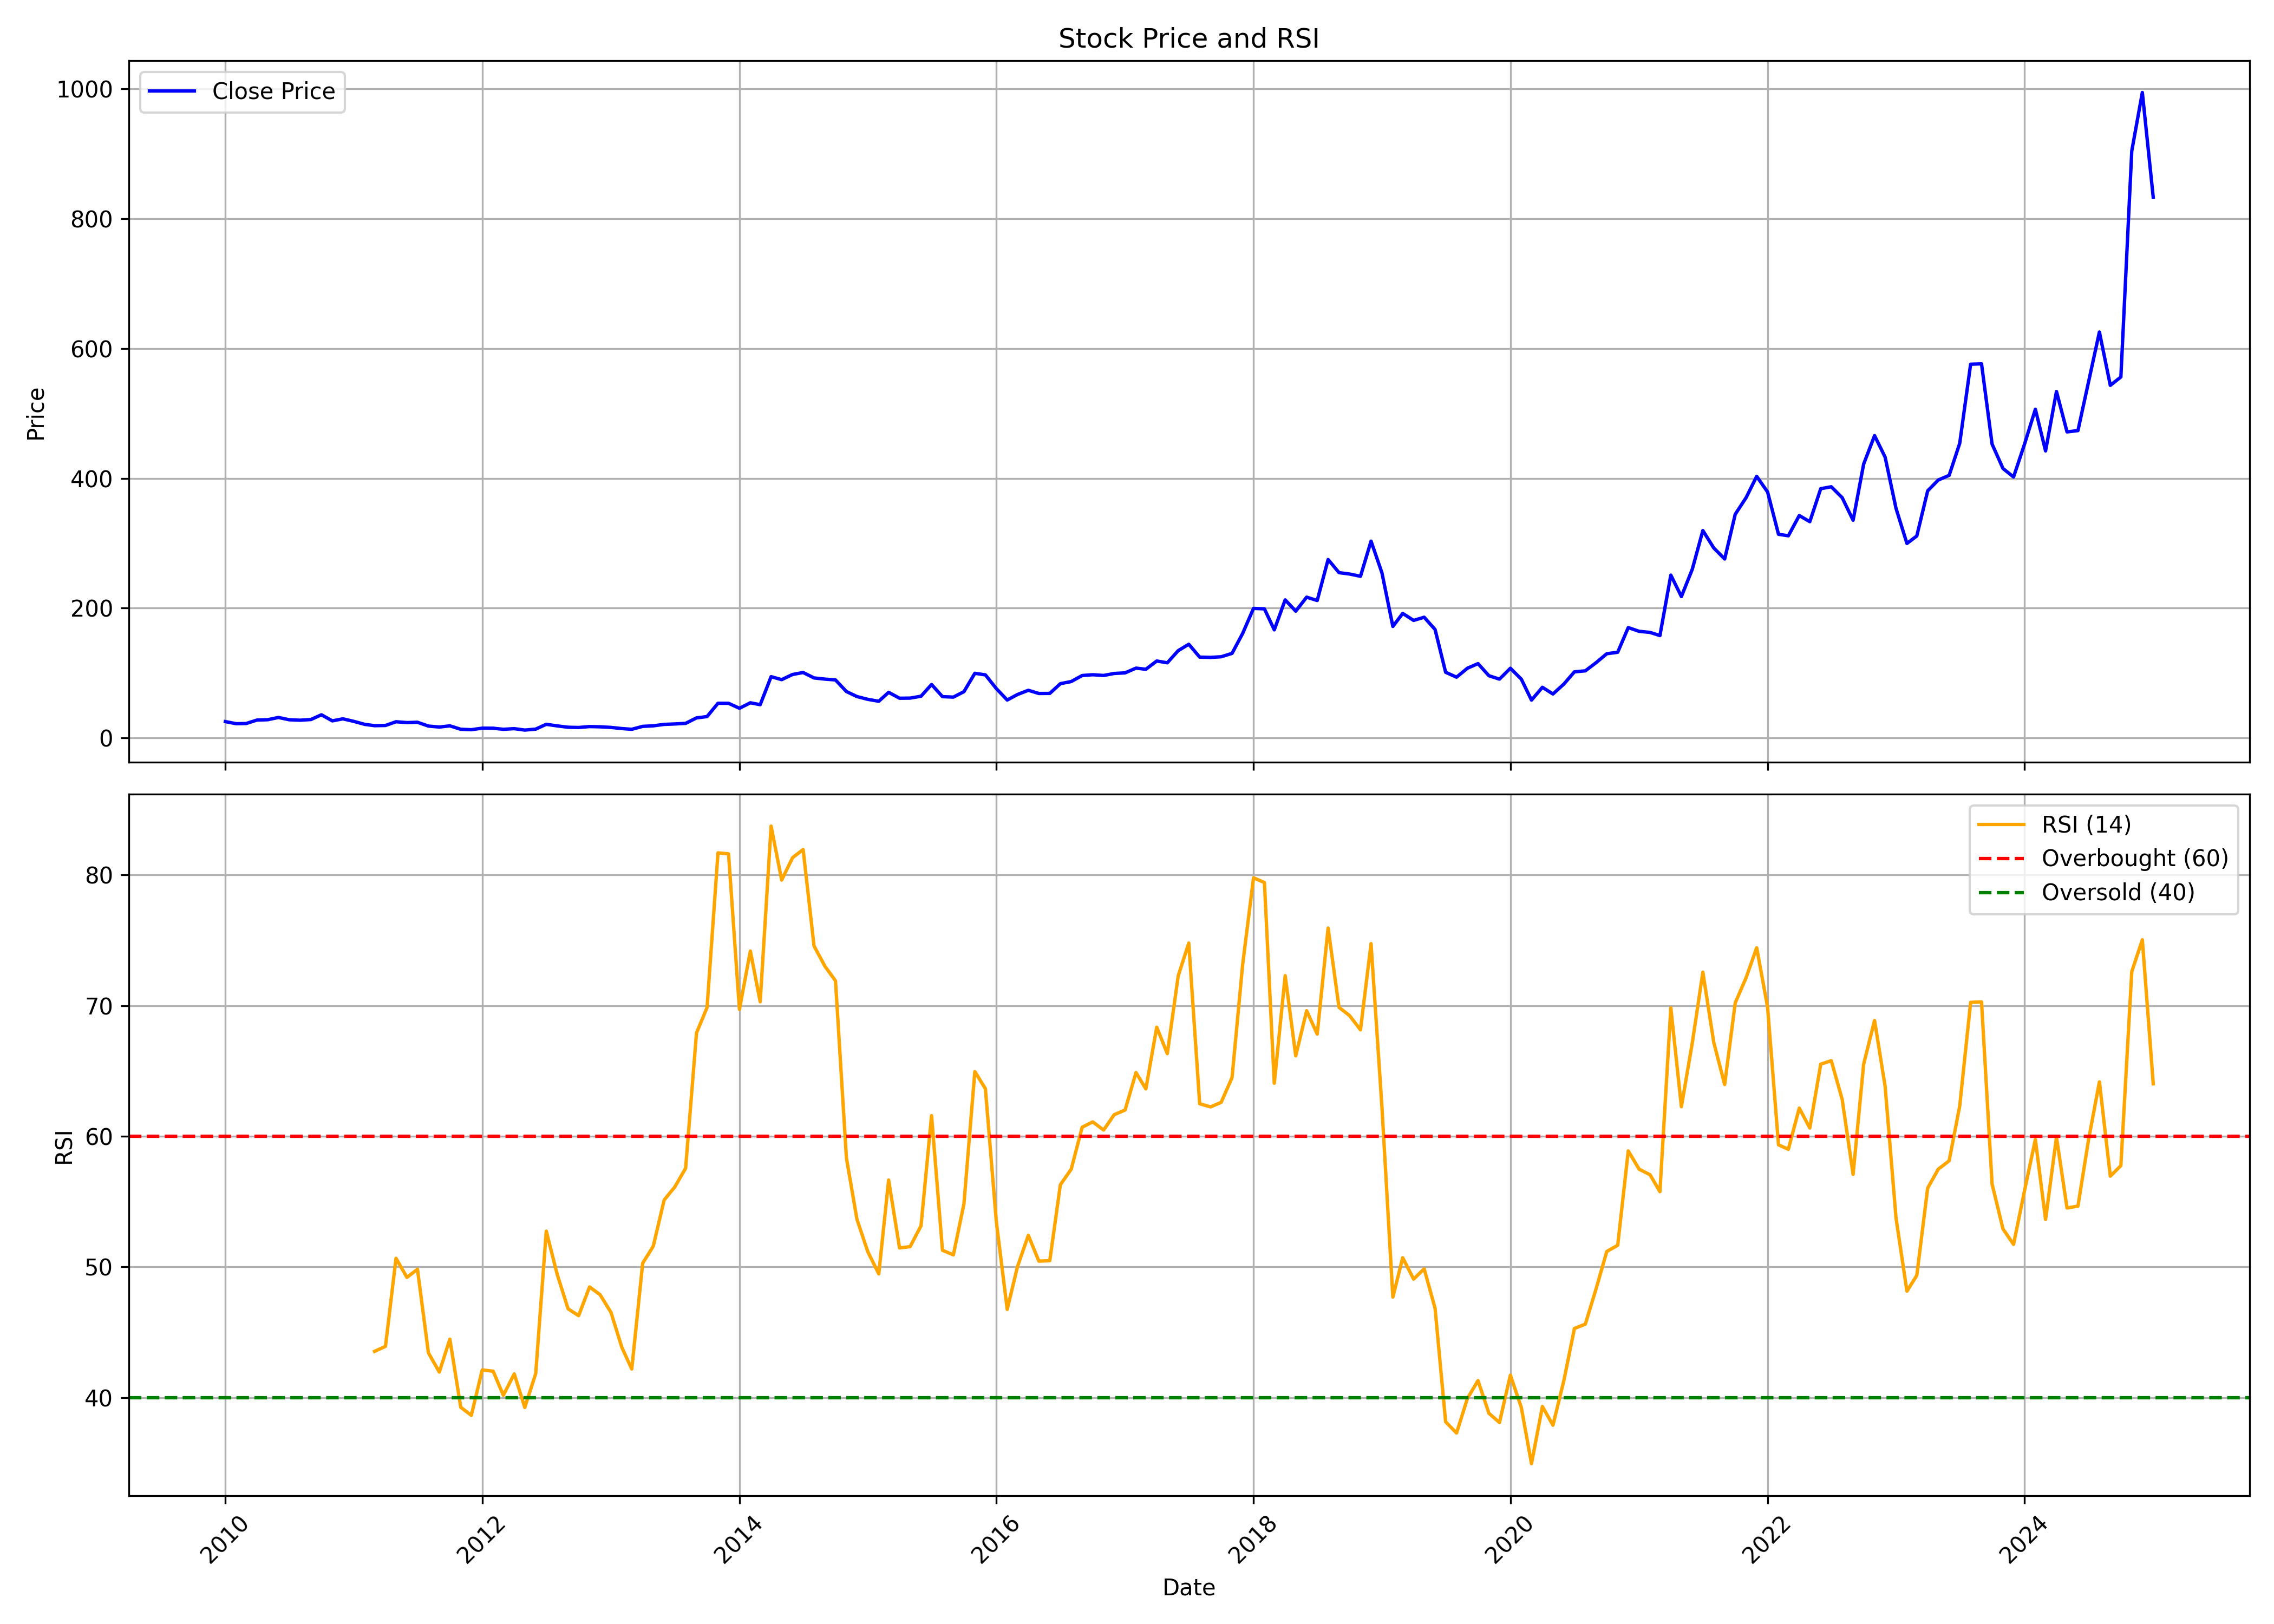 Stock Price and RSI
Close Price
1000
800
600
400
200
0
Price
RSI (14)
Overbought (60)
Oversold (40)
80
70
60
50
40
RSI
2010
2012
2014
2016
2018
2020
2022
2024
Date